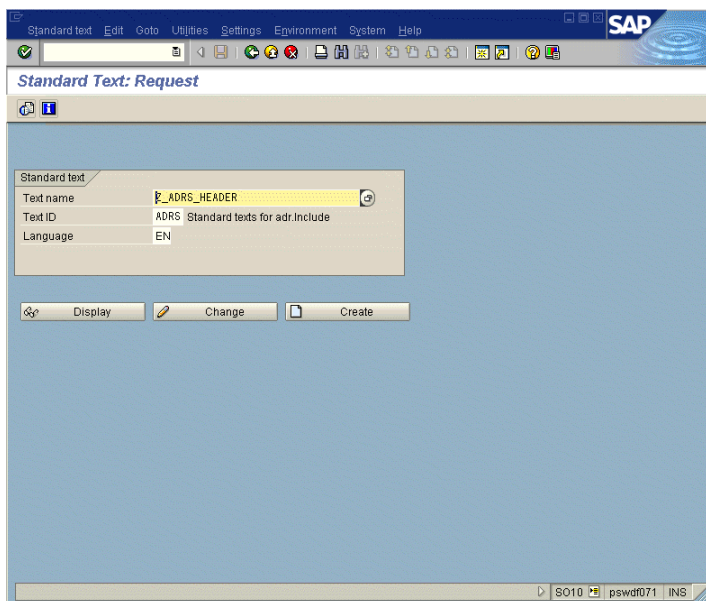 Standard text Edit Goto Utilities Settings Environment System Help
SAP
Standard Text: Request
Standard text
Text name Z_ADRS_HEADER
Text ID ADRS Standard texts for adr.Include
Language EN
Display Change Create
SO10 pswdf071 INS